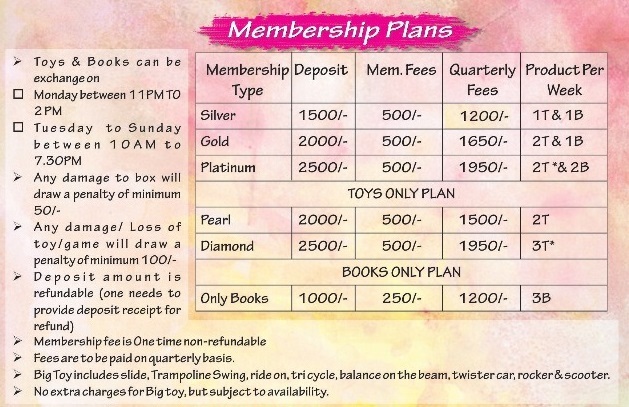 Membership Plans
Toys & Books can be
exchange on
Monday between 11PM TO
2 PM
Tuesday to Sunday
between 10AM to
7.30PM
Any damage to box will
draw a penalty of minimum
50/-
Any damage/ Loss of
toy/game will draw a
penalty of minimum 100/-
Deposit amount is
refundable (one needs to
provide deposit receipt for
refund)
Membership Type Deposit Mem. Fees Quarterly Fees Product Per Week
Silver 1500/- 500/- 1200/- 1T & 1B
Gold 2000/- 500/- 1650/- 2T & 1B
Platinum 2500/- 500/- 1950/- 2T *& 2B
TOYS ONLY PLAN
Pearl 2000/- 500/- 1500/- 2T
Diamond 2500/- 500/- 1950/- 3T*
BOOKS ONLY PLAN
Only Books 1000/- 250/- 1200/- 3B
Membership fee is One time non-refundable
Fees are to be paid on quarterly basis.
Big Toy includes slide, Trampoline Swing, ride on, tri cycle, balance on the beam, twister car, rocker & scooter.
No extra charges for Big toy, but subject to availability.